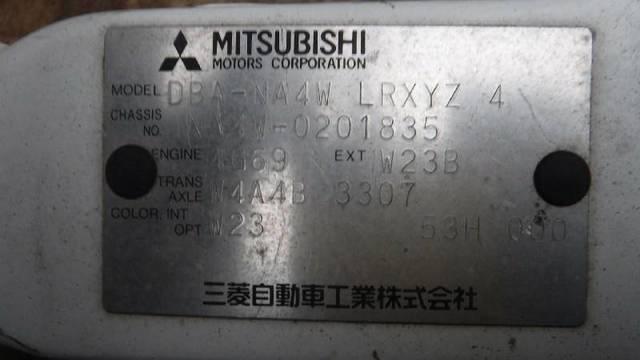 MITSUBISHI
MOTORS CORPORATION
MODEL DBA-NA4W LRXYZ 4
CHASSIS NO. NA4W-0201835
ENGINE 4G69 EXT W23B
TRANS AXLE W4A4B 3307
COLOR, INT OPT W23 53H 000
三菱自動車工業株式会社